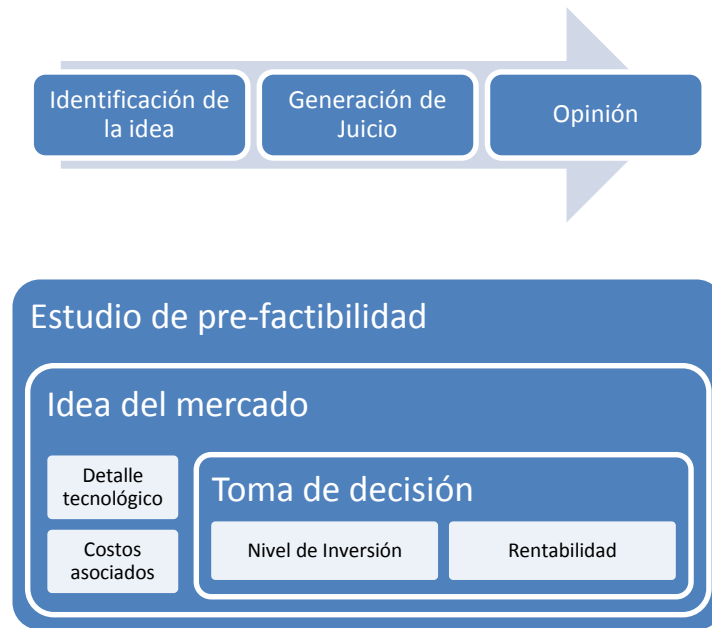 Identificación de
la idea
Generación de
Juicio
Opinión
Estudio de pre-factibilidad
Idea del mercado
Detalle
tecnológico
Costos
asociados
Toma de decisión
Nivel de Inversión
Rentabilidad